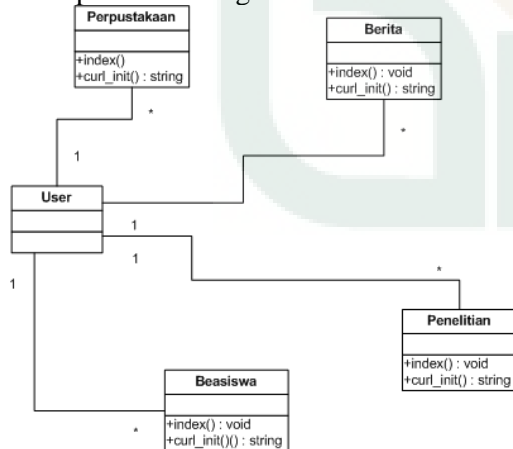 Perpustakaan
+index()
+curl_init() : string
Berita
+index() : void
+curl_init() : string
*
*
1
User
1
1
1
*
Penelitian
+index() : void
+curl_init() : string
Beasiswa
*
+index() : void
+curl_init()() : string